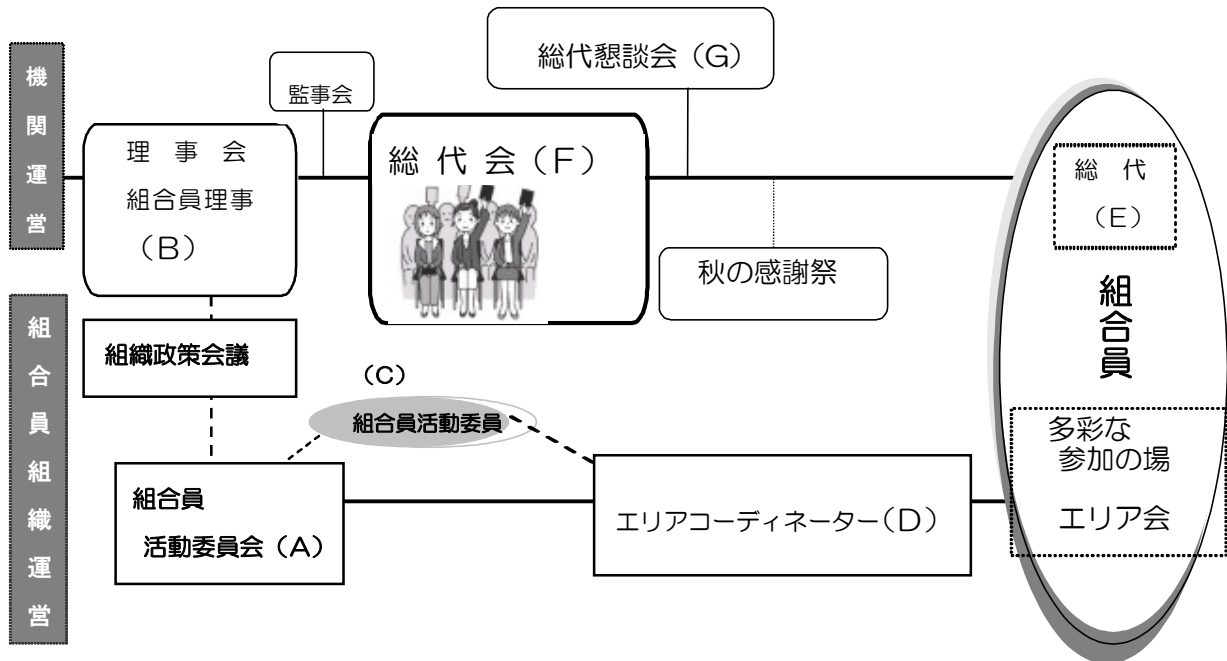 機関運営
監事会
総代懇談会(G)
理事会
組合員理事
(B)
総代会(F)
秋の感謝祭
総代
(E)
組合員
多彩な
参加の場
エリア会
組合員組織運営
組織政策会議
(C)
組合員活動委員
組合員
活動委員会(A)
エリアコーディネーター(D)